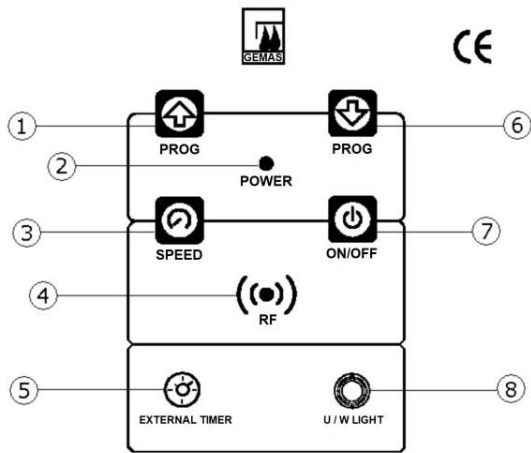 GEMAS
CE
1
6
PROG
PROG
2
POWER
3
7
SPEED
ON/OFF
4
RF
5
8
EXTERNAL TIMER
U / W LIGHT